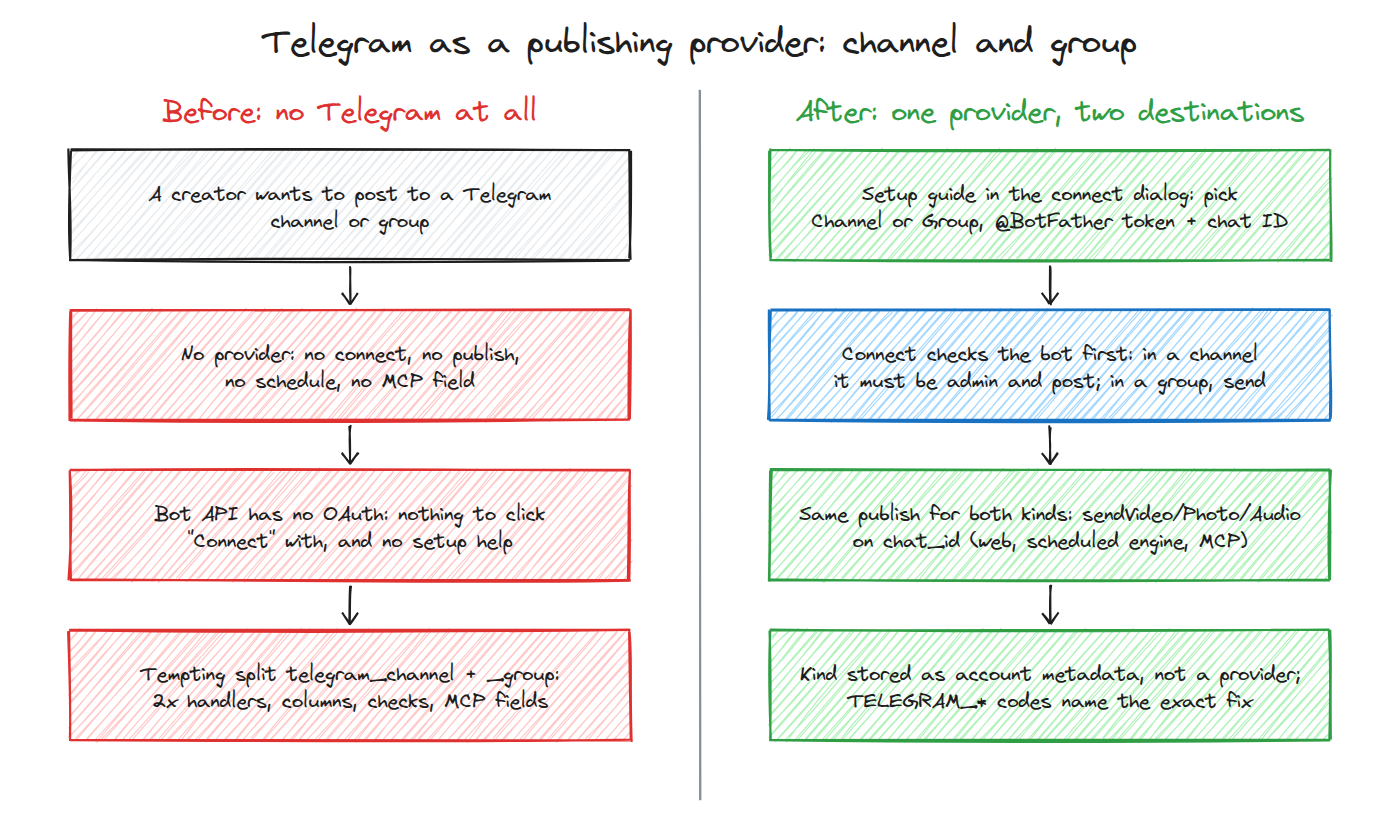 Telegram as a publishing provider: channel and group
Before: no Telegram at all
A creator wants to post to a Telegram
channel or group
No provider: no connect, no publish,
no schedule, no MCP field
Bot API has no OAuth: nothing to click
"Connect" with, and no setup help
Tempting split telegram_channel + _group:
2x handlers, columns, checks, MCP fields
After: one provider, two destinations
Setup guide in the connect dialog: pick
Channel or Group, @BotFather token + chat ID
Connect checks the bot first: in a channel
it must be admin and post; in a group, send
Same publish for both kinds: sendVideo/Photo/Audio
on chat_id (web, scheduled engine, MCP)
Kind stored as account metadata, not a provider;
TELEGRAM_* codes name the exact fix